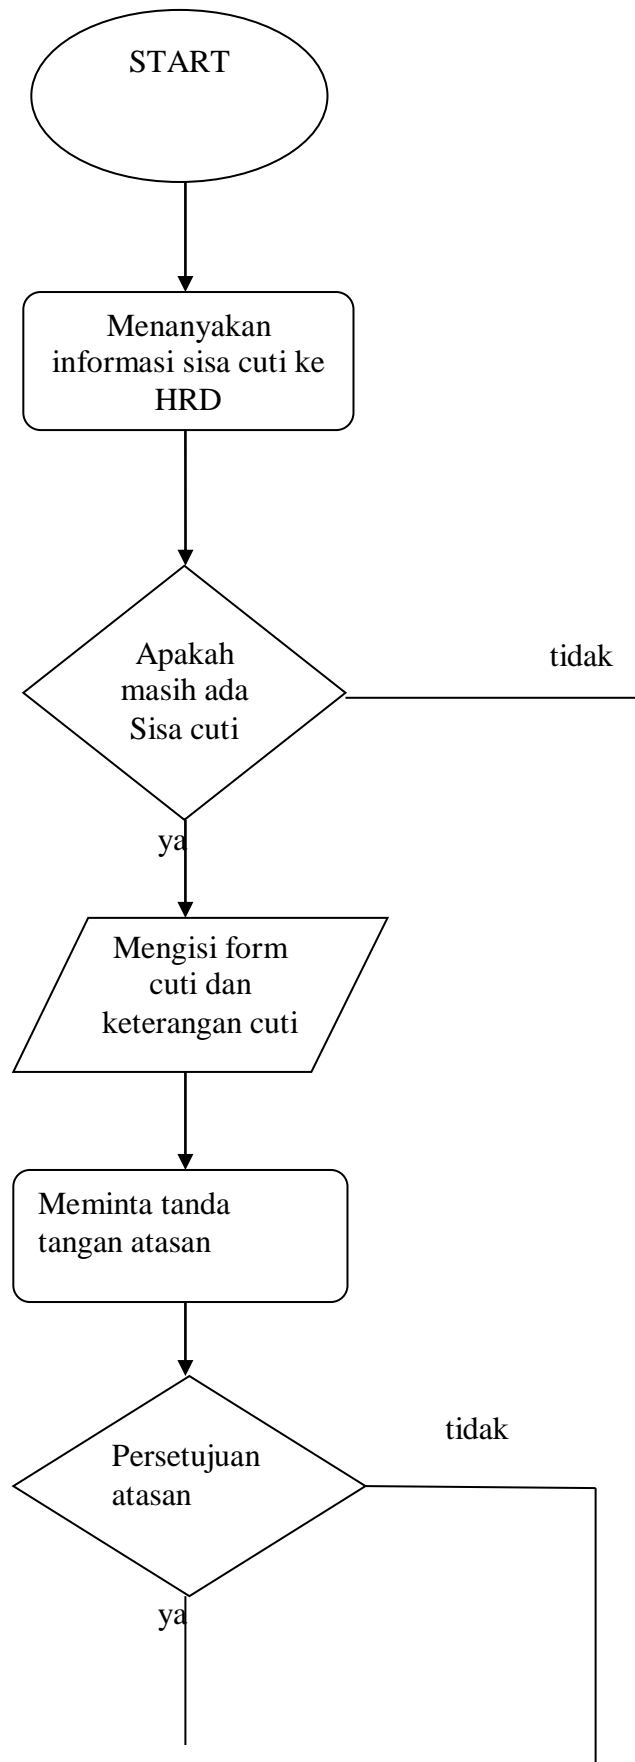 START
Menanyakan
informasi sisa cuti ke
HRD
Apakah
masih ada
Sisa cuti
tidak
ya
Mengisi form
cuti dan
keterangan cuti
Meminta tanda
tangan atasan
tidak
Persetujuan
atasan
ya